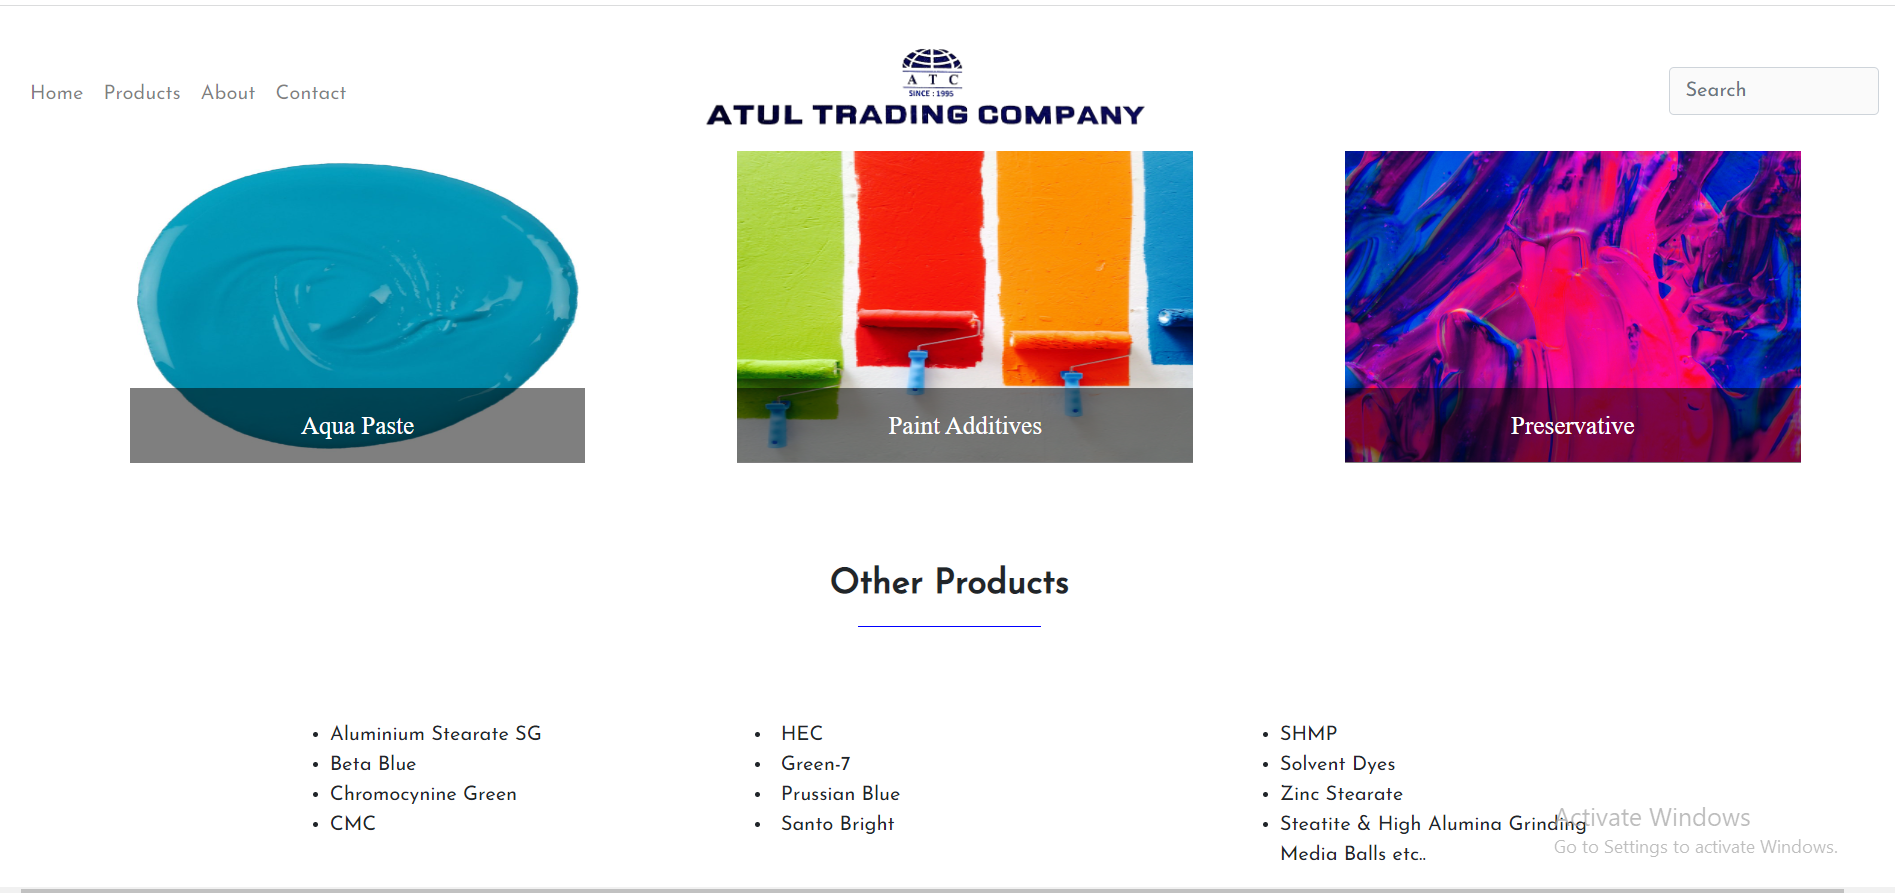 Home Products About Contact
A T C
SINCE : 1995
ATUL TRADING COMPANY
Search
Aqua Paste
Paint Additives
Preservative
Other Products
• Aluminium Stearate SG
• Beta Blue
• Chromocynine Green
• CMC
• HEC
• Green-7
• Prussian Blue
• Santo Bright
• SHMP
• Solvent Dyes
• Zinc Stearate
• Steatite & High Alumina Grinding
Media Balls etc..
Activate Windows
Go to Settings to activate Windows.